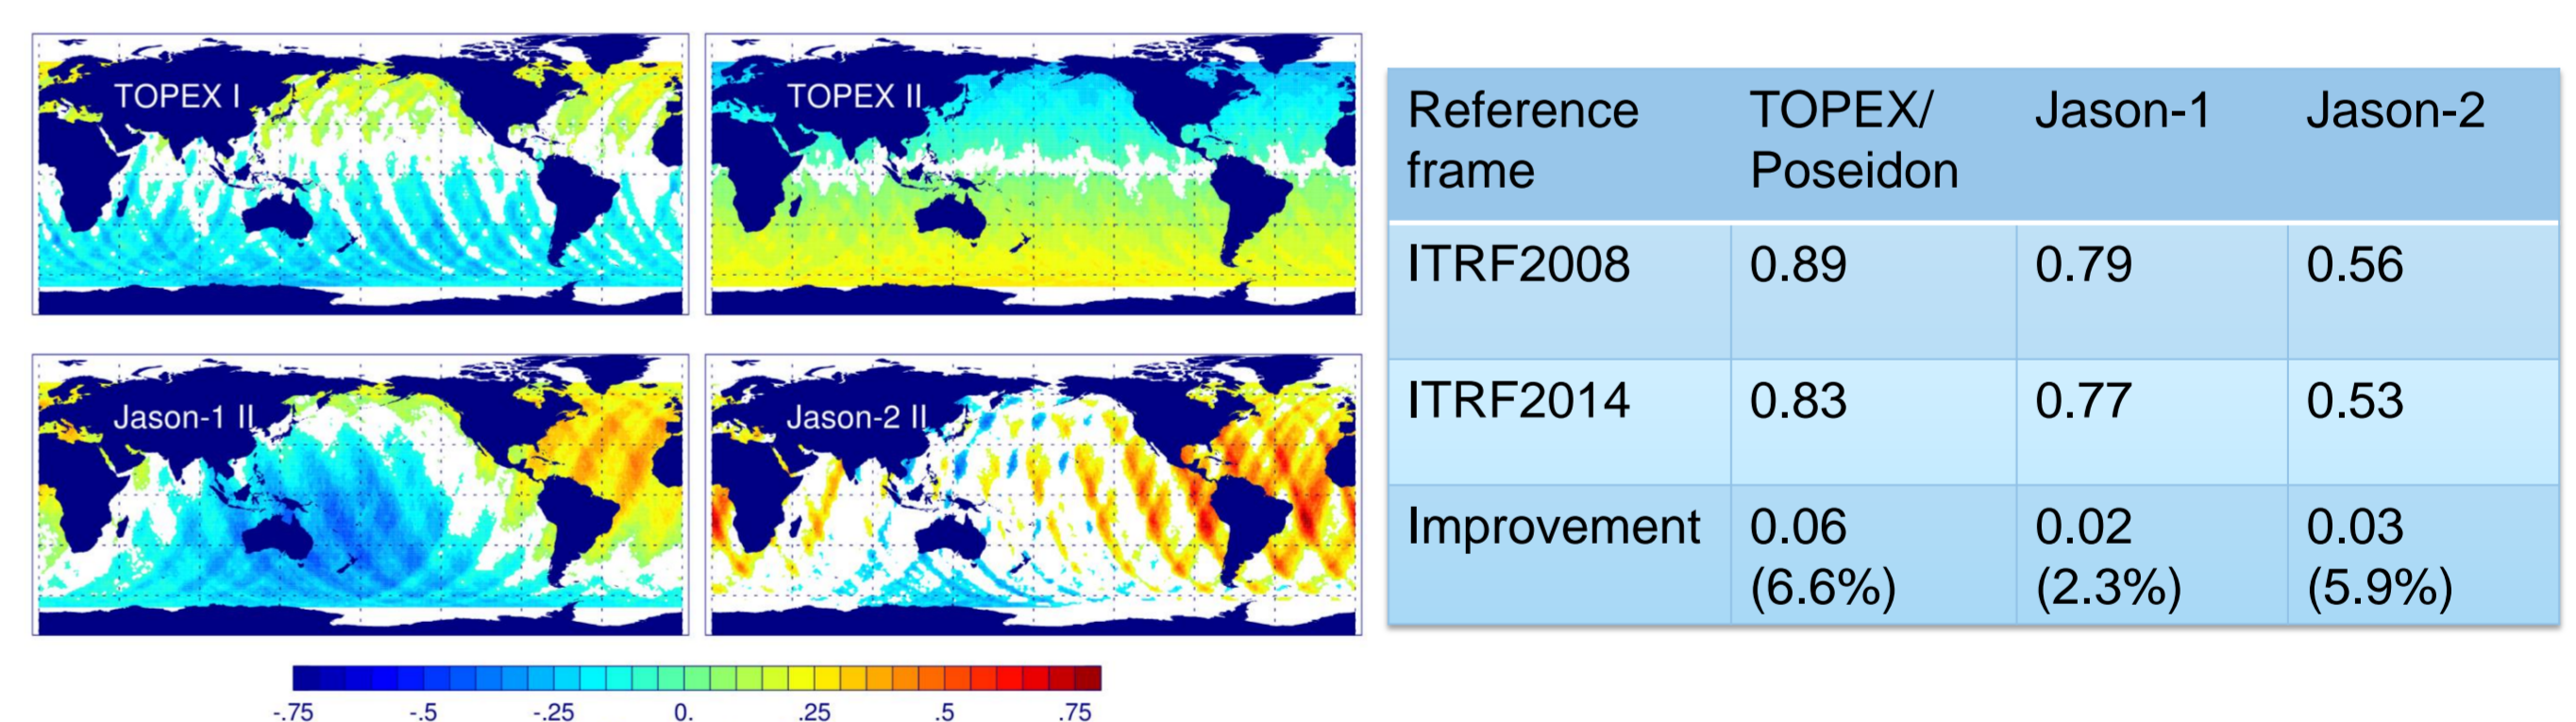 TOPEX I
TOPEX II
Jason-1 II
Jason-2 II
-.75 -.5 -.25 0. .25 .5 .75
Reference frame TOPEX/ Poseidon Jason-1 Jason-2
ITRF2008 0.89 0.79 0.56
ITRF2014 0.83 0.77 0.53
Improvement 0.06 0.02 0.03
(6.6%) (2.3%) (5.9%)